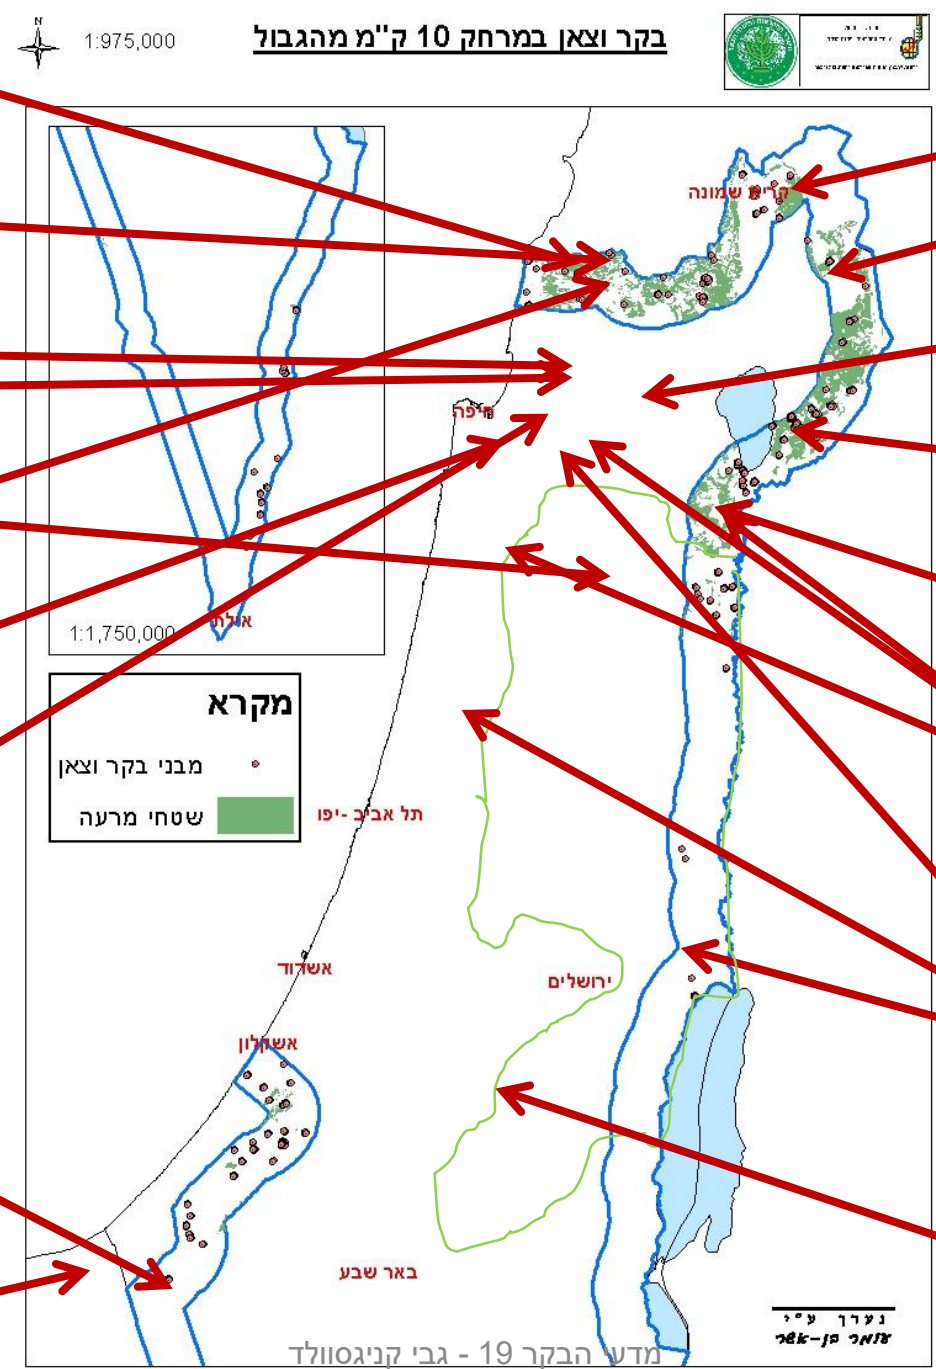 N
1:975,000
בקר וצאן במרחק 10 ק"מ מהגבול
קרית שמונה
חיפה
אילת
1:1,750,000
מקרא
מבני בקר וצאן
שטחי מרעה
תל אביב -יפו
ירושלים
אשדוד
אשקלון
באר שבע
נערך ע"י
עומר בן-אשר
מדעי הבקר 19 - גבי קניגסוולד